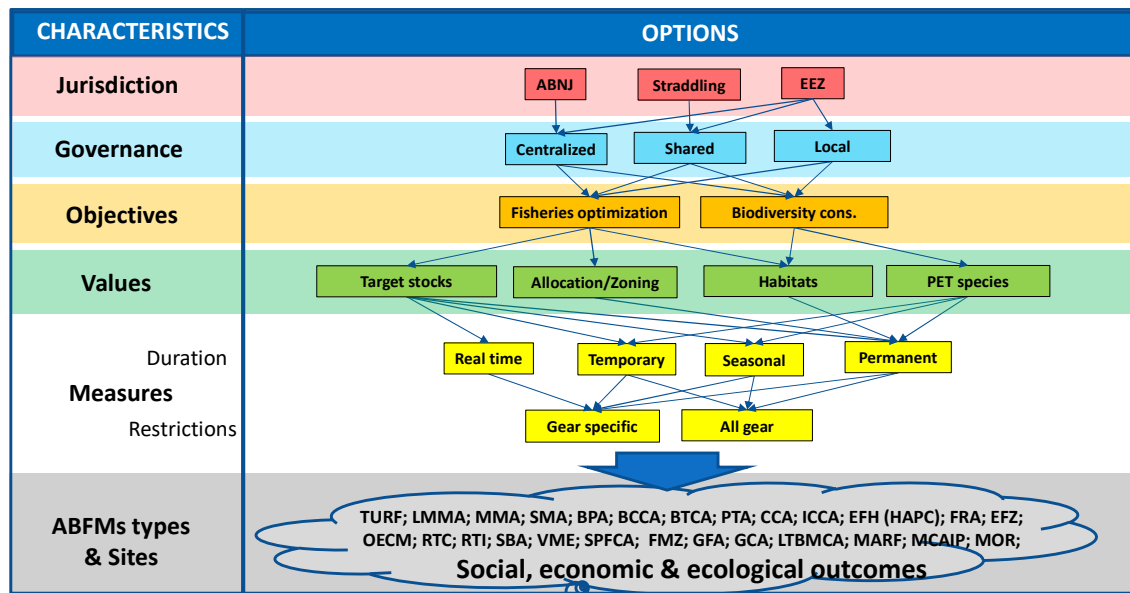 CHARACTERISTICS
OPTIONS
Jurisdiction
ABNJ
Straddling
EEZ
Governance
Centralized
Shared
Local
Objectives
Fisheries optimization
Biodiversity cons.
Values
Target stocks
Allocation/Zoning
Habitats
PET species
Duration
Measures
Restrictions
Real time
Temporary
Seasonal
Permanent
Gear specific
All gear
ABFMs types
& Sites
TURF; LMMA; MMA; SMA; BPA; BCCA; BTCA; PTA; CCA; ICCA; EFH (HAPC); FRA; EFZ;
OECM; RTC; RTI; SBA; VME; SPFCA; FMZ; GFA; GCA; LTBMCA; MARF; MCAIP; MOR;
Social, economic & ecological outcomes